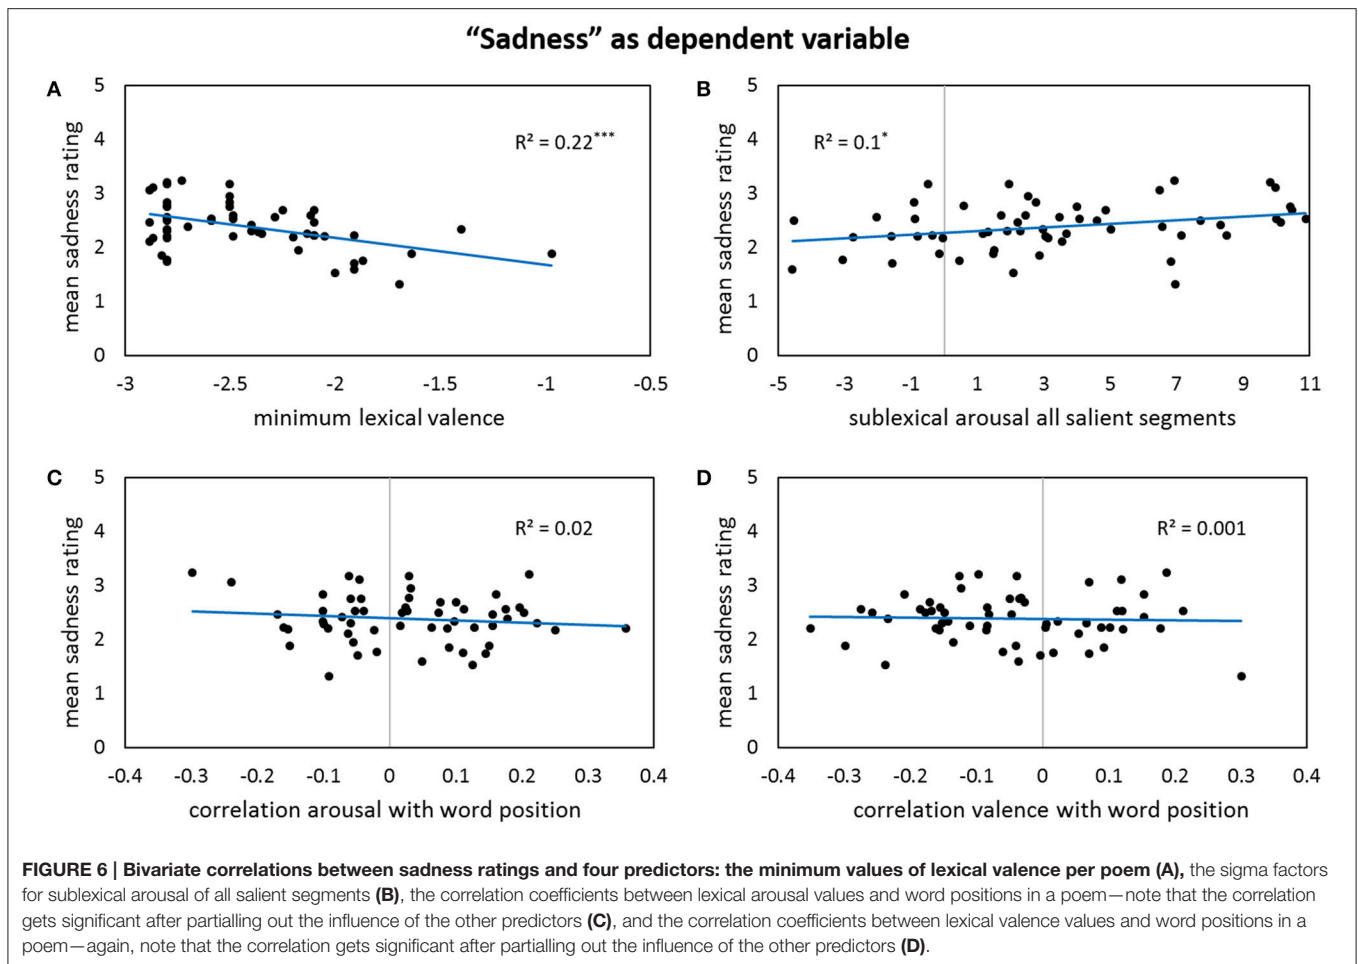 “Sadness” as dependent variable
A
5
4
3
2
1
0
mean sadness rating
R² = 0.22***
-3 -2.5 -2 -1.5 -1 -0.5
minimum lexical valence
B
5
4
3
2
1
0
mean sadness rating
R² = 0.1*
-5 -3 -1 1 3 5 7 9 11
sublexical arousal all salient segments
C
5
4
3
2
1
0
mean sadness rating
R² = 0.02
-0.4 -0.3 -0.2 -0.1 0 0.1 0.2 0.3 0.4
correlation arousal with word position
D
5
4
3
2
1
0
mean sadness rating
R² = 0.001
-0.4 -0.3 -0.2 -0.1 0 0.1 0.2 0.3 0.4
correlation valence with word position
FIGURE 6 | Bivariate correlations between sadness ratings and four predictors: the minimum values of lexical valence per poem (A), the sigma factors
for sublexical arousal of all salient segments (B), the correlation coefficients between lexical arousal values and word positions in a poem—note that the correlation
gets significant after partialling out the influence of the other predictors (C), and the correlation coefficients between lexical valence values and word positions in a
poem—again, note that the correlation gets significant after partialling out the influence of the other predictors (D).